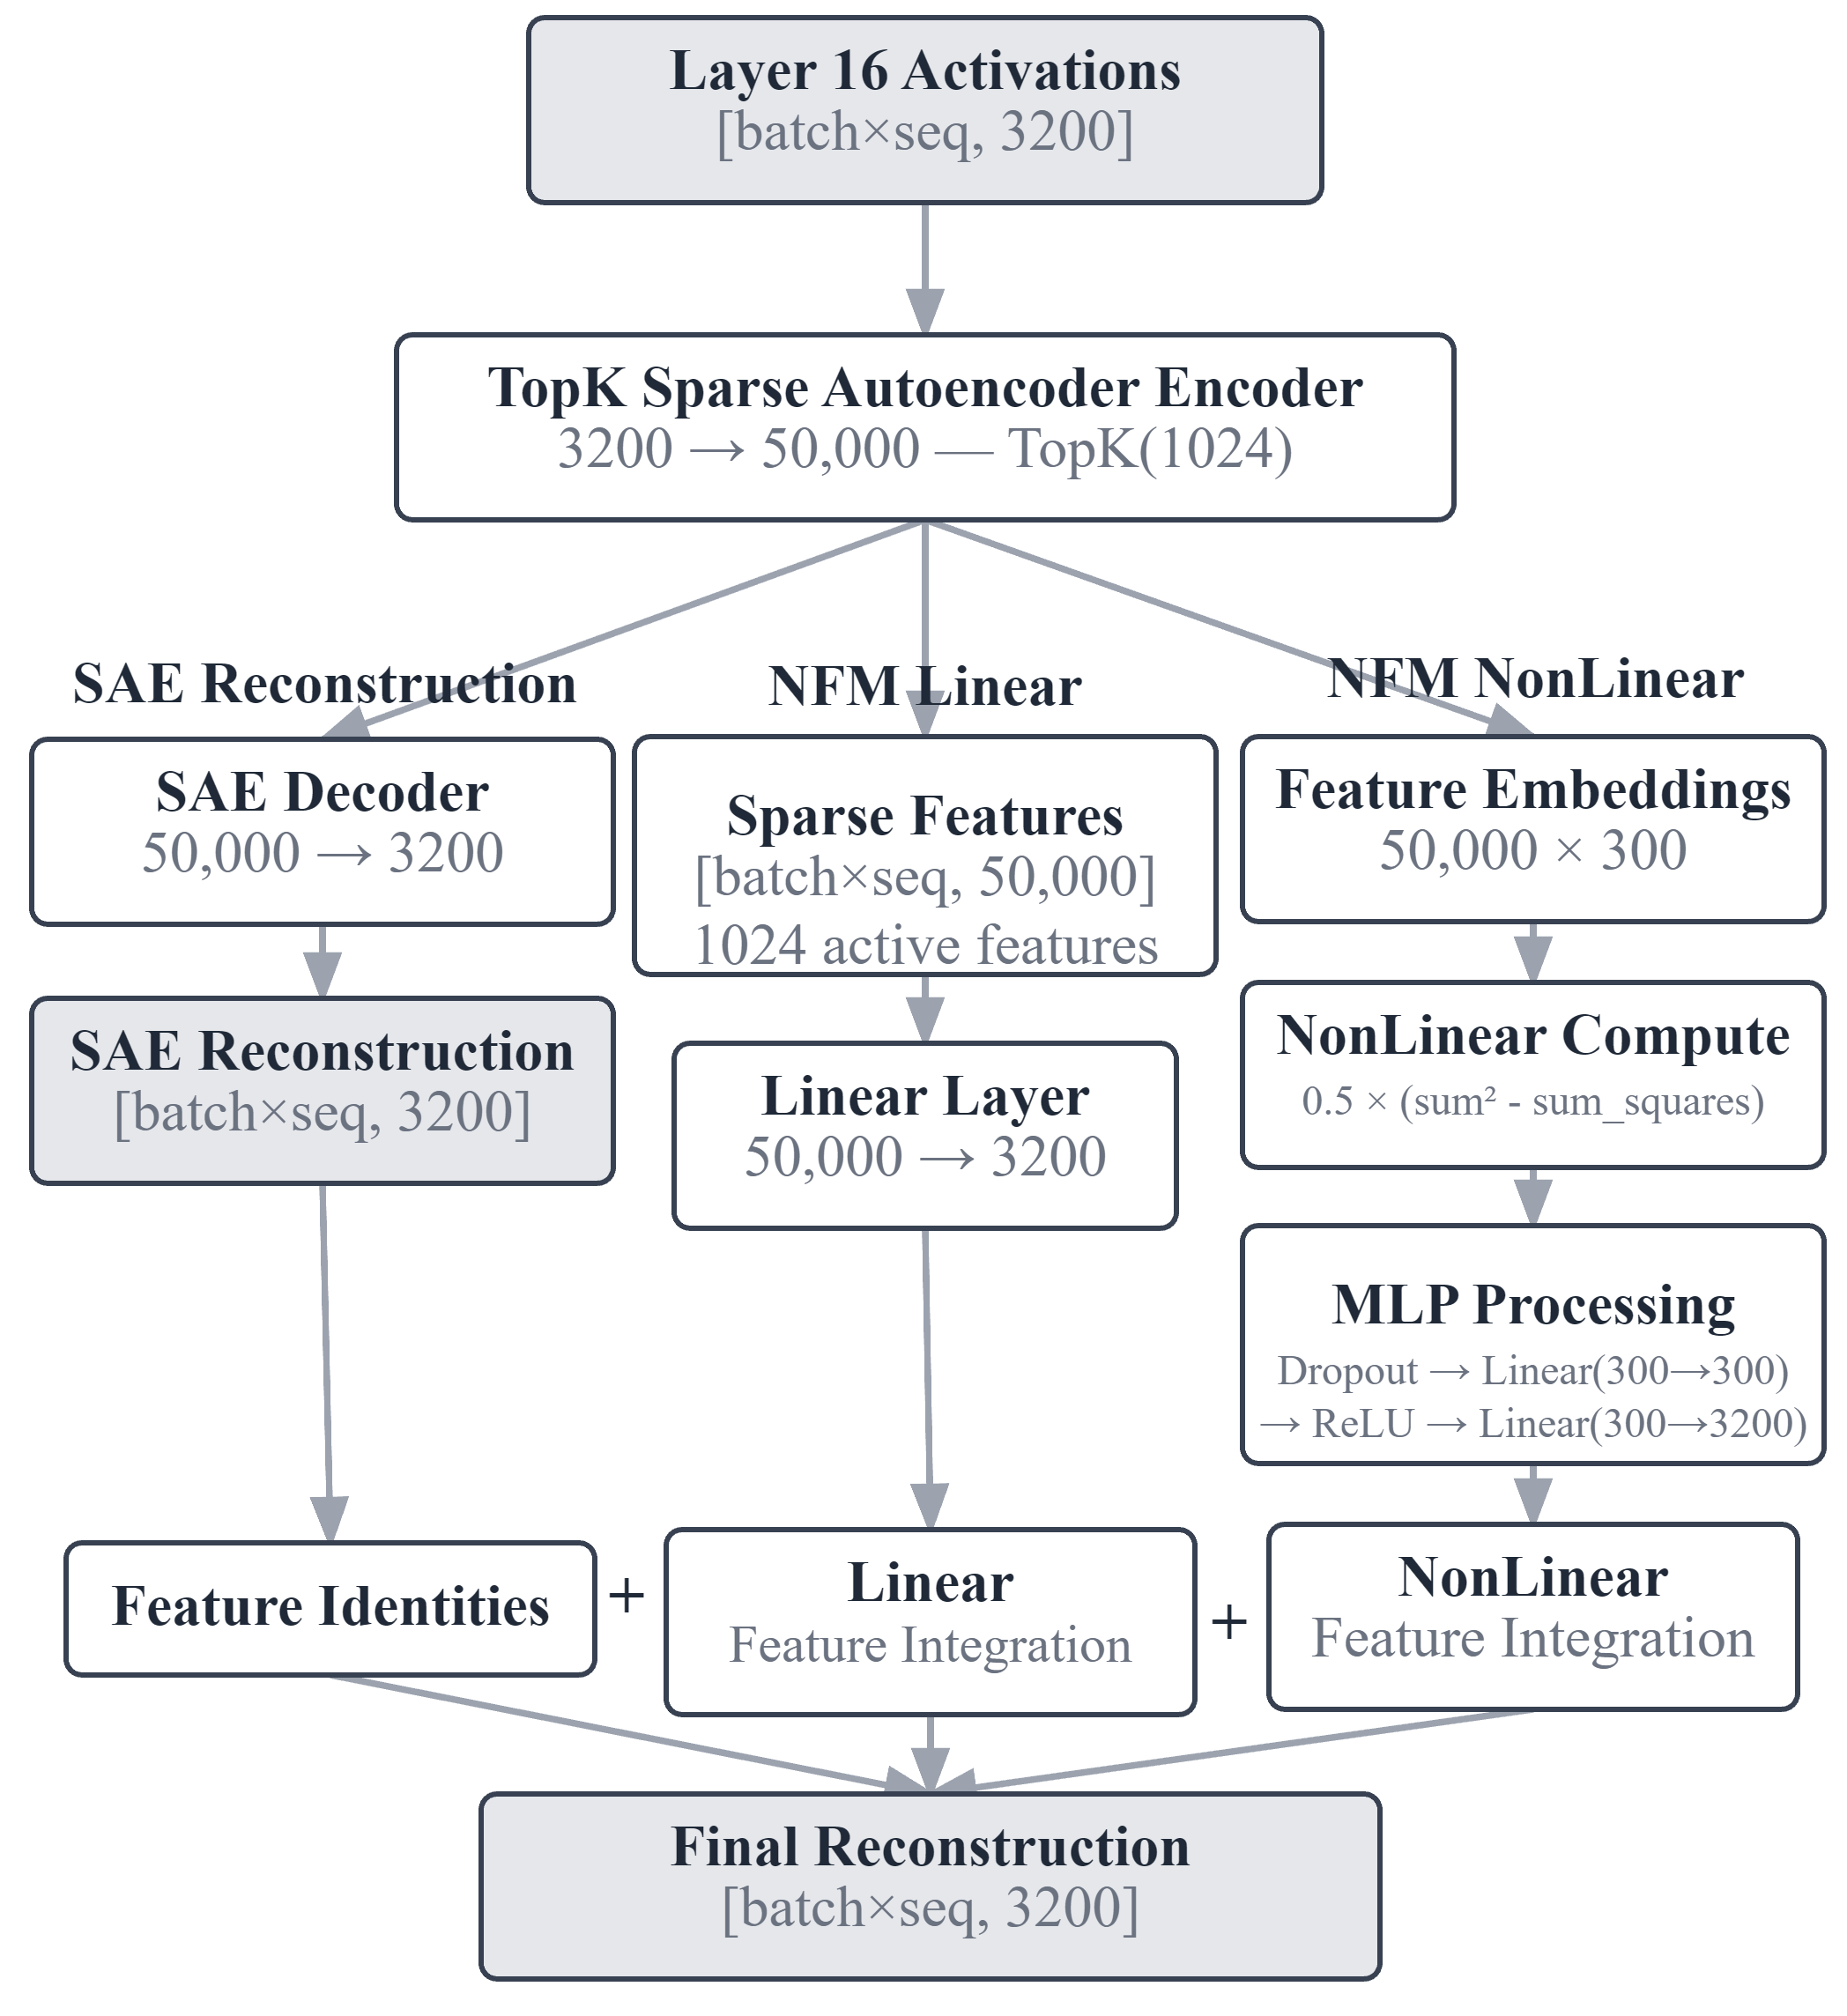 Layer 16 Activations
[batch×seq, 3200]
TopK Sparse Autoencoder Encoder
3200 → 50,000 — TopK(1024)
SAE Reconstruction
NFM Linear
NFM NonLinear
SAE Decoder
50,000 → 3200
Sparse Features
[batch×seq, 50,000]
1024 active features
Feature Embeddings
50,000 × 300
SAE Reconstruction
[batch×seq, 3200]
Linear Layer
50,000 → 3200
NonLinear Compute
0.5 × (sum² - sum_squares)
MLP Processing
Dropout → Linear(300→300)
→ ReLU → Linear(300→3200)
Feature Identities
+
Linear
Feature Integration
+
NonLinear
Feature Integration
Final Reconstruction
[batch×seq, 3200]